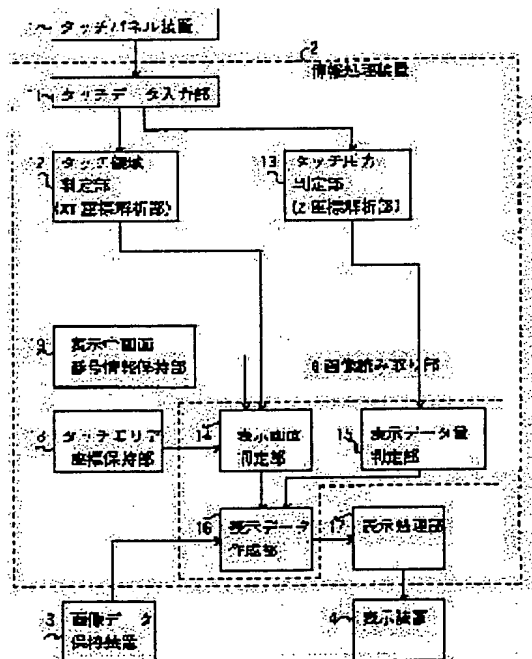 タッチパネル装置
2
情報処理装置
タッチデータ入力部
12
タッチ領域
判定部
(XY座標解析部)
13
タッチ圧力
判定部
(Z座標解析部)
表示中画面
番号情報保持部
画像読み取り部
タッチエリア
座標保持部
14
表示画面
判定部
15
表示データ量
判定部
16
表示データ
作成部
17
表示処理部
3
画像データ
保持装置
4
表示装置